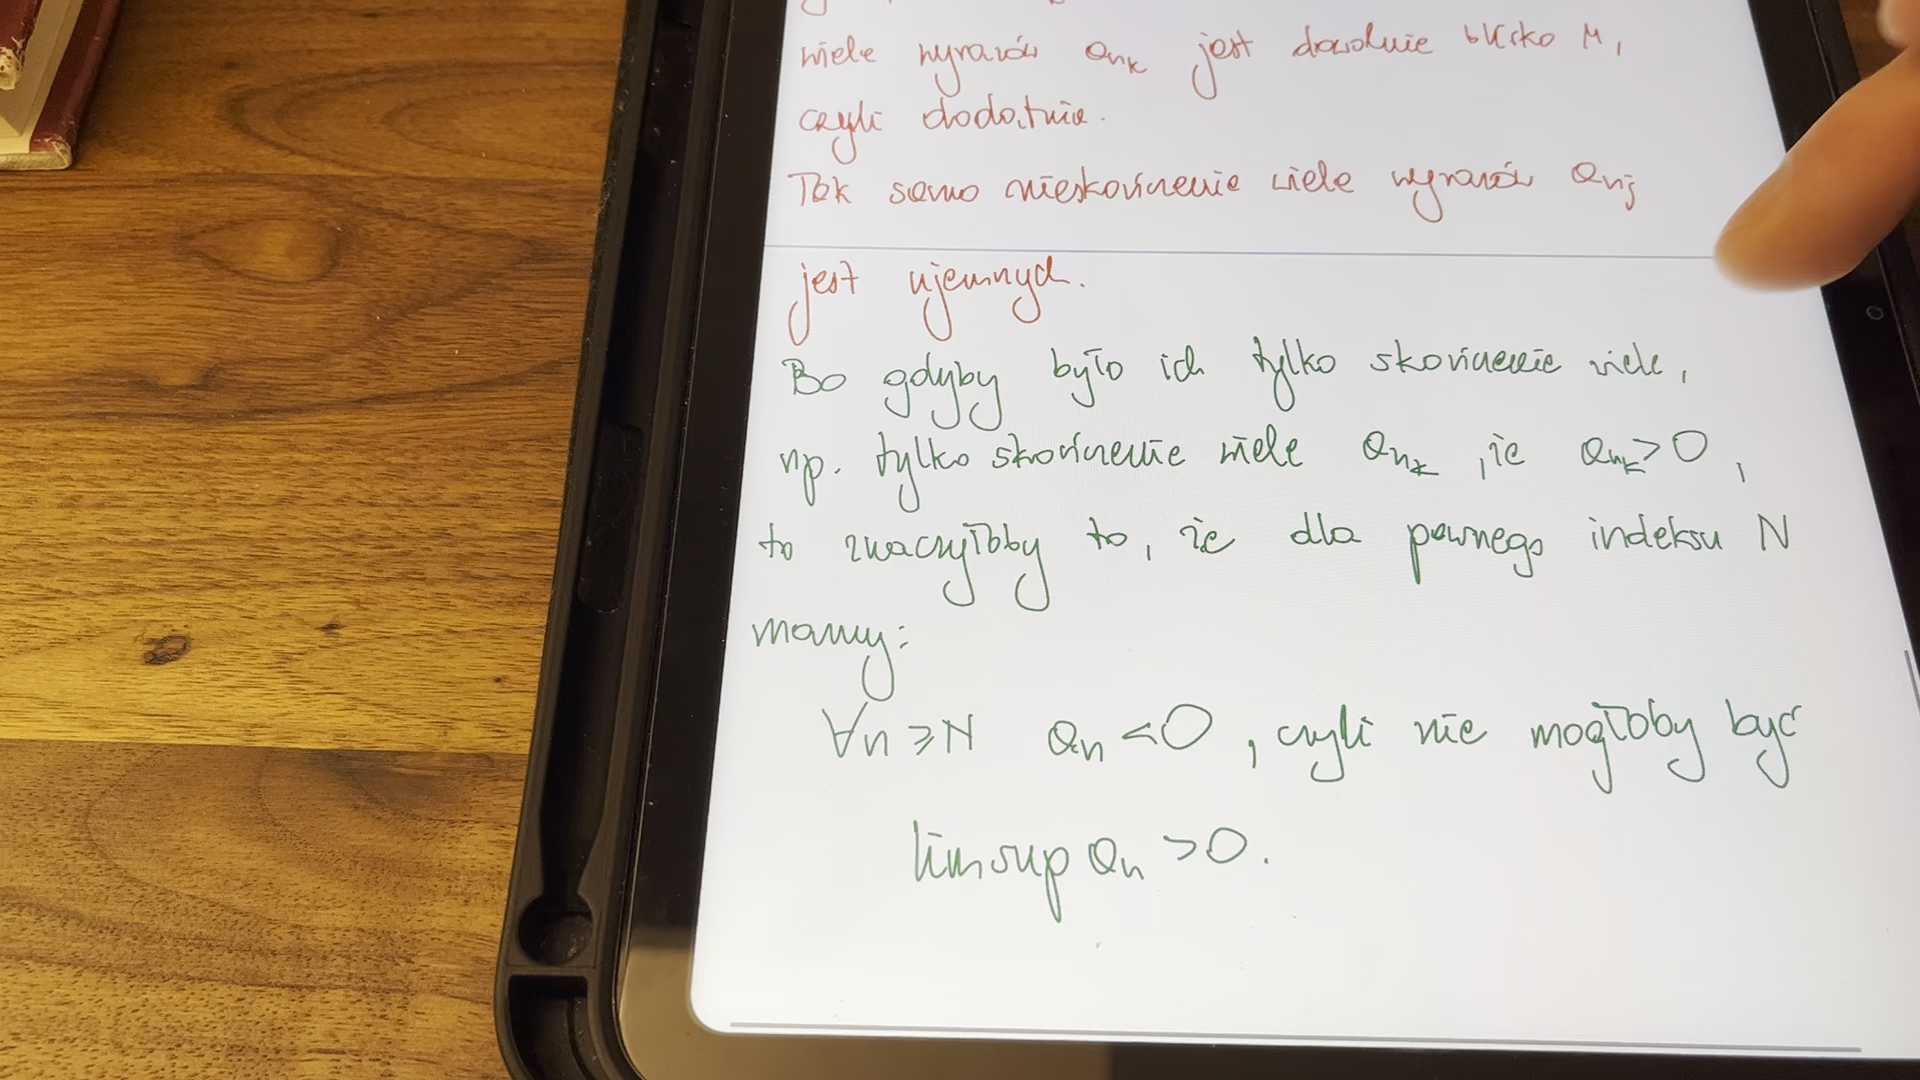 wiele wyrazów a_{n_k} jest dowolnie blisko M,
czyli dodatnie.
Tak samo nieskończenie wiele wyrazów a_{n_j}
jest ujemnych.
Bo gdyby było ich tylko skończenie wiele,
np. tylko skończenie wiele a_{n_k}, że a_{n_k} > 0,
to znaczyłoby to, że dla pewnego indeksu N
mamy:
∀n ⩾ N a_n < 0, czyli nie mogłoby być
limsup a_n > 0.